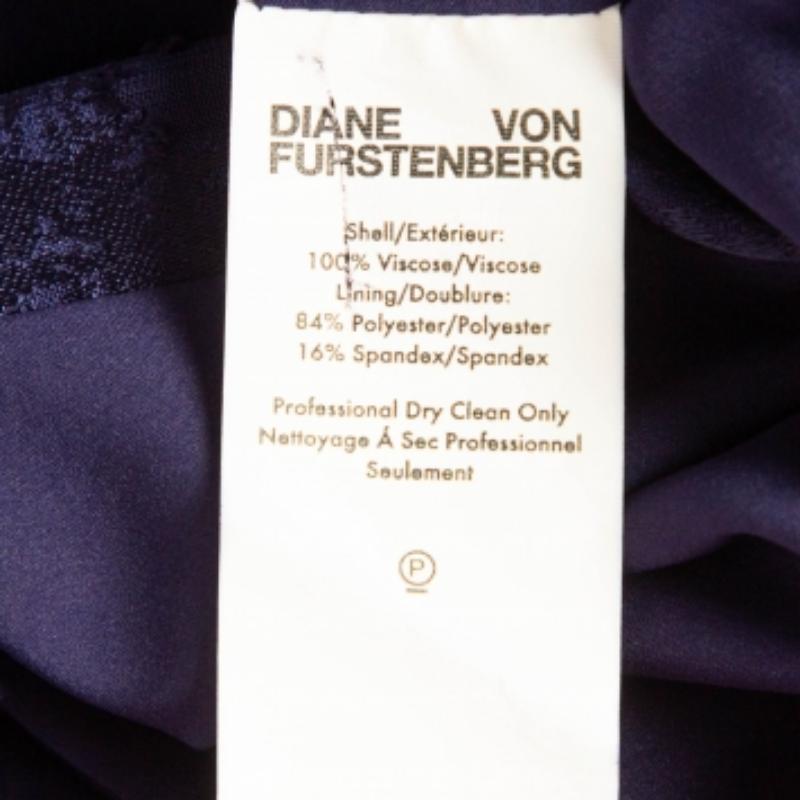 DIANE VON
FURSTENBERG
Shell/Extérieur:
100% Viscose/Viscose
Lining/Doublure:
84% Polyester/Polyester
16% Spandex/Spandex
Professional Dry Clean Only
Nettoyage Á Sec Professionnel
Seulement
P